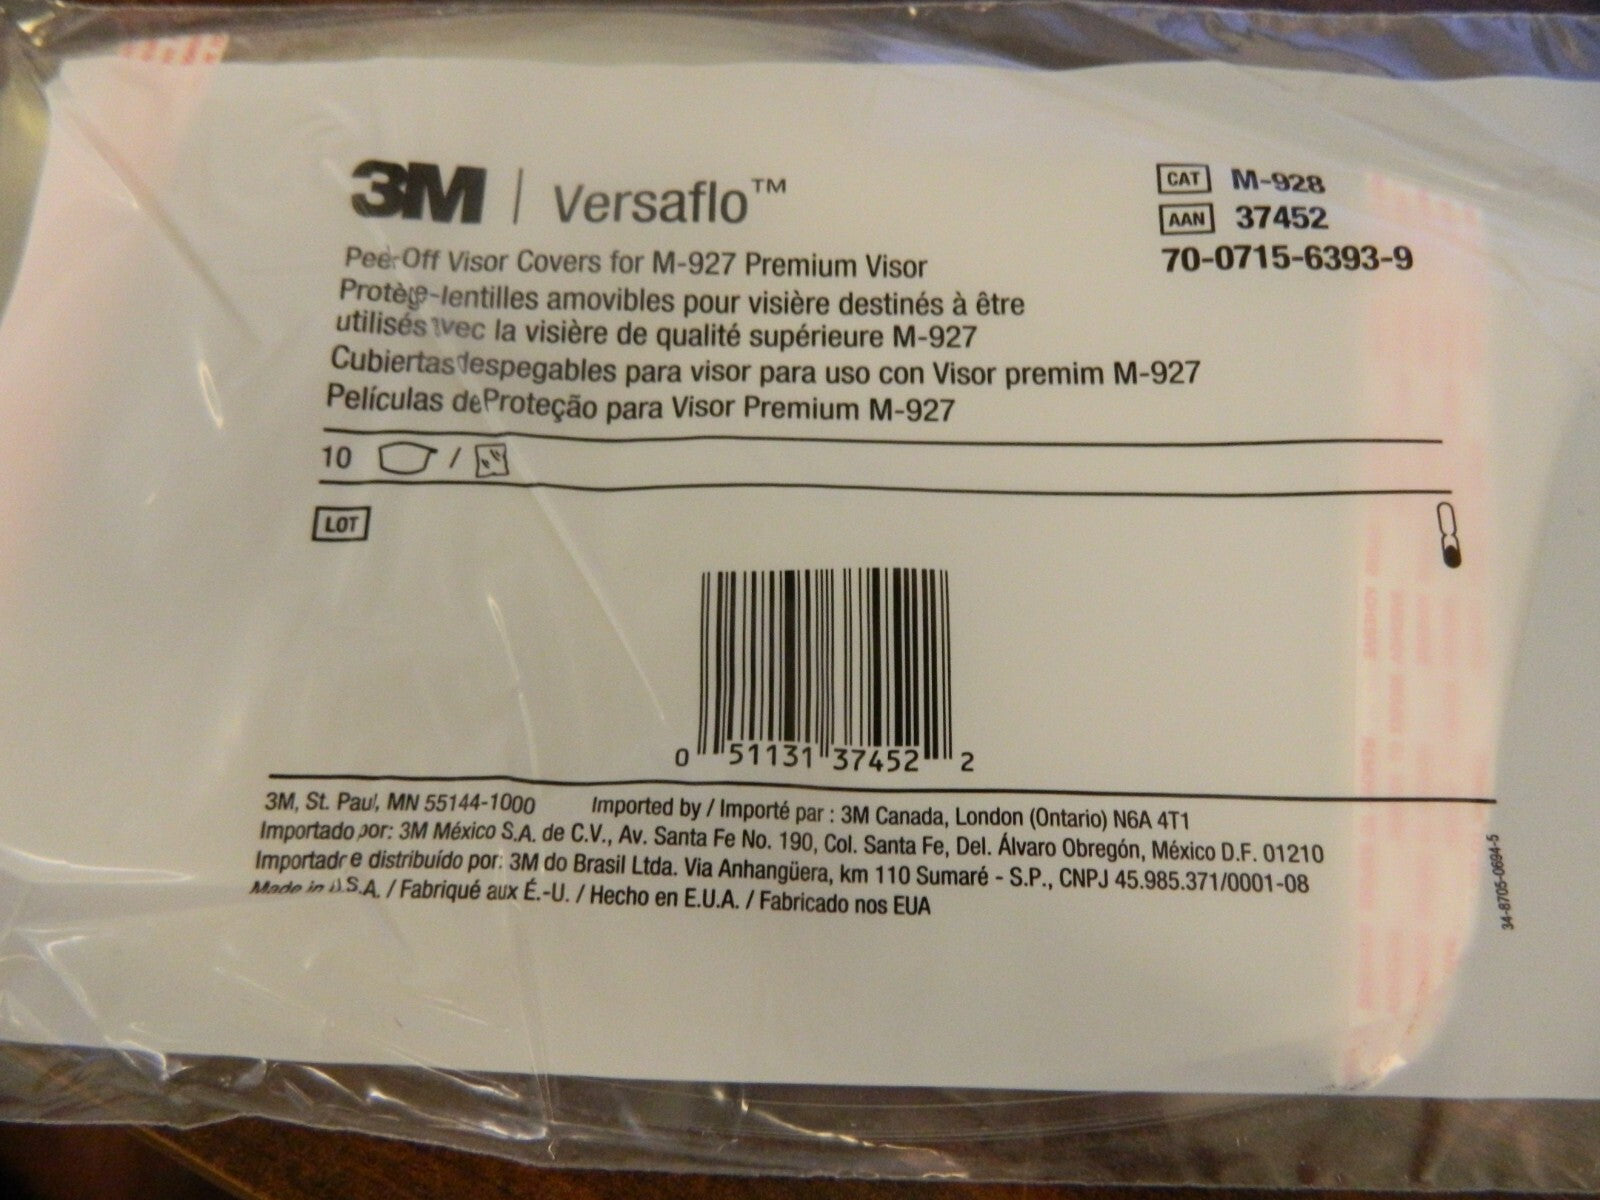 3M | Versaflo™
CAT M-928
AAN 37452
70-0715-6393-9
Peel-Off Visor Covers for M-927 Premium Visor
Protège-lentilles amovibles pour visière destinés à être
utilisés avec la visière de qualité supérieure M-927
Cubiertas despegables para visor para uso con Visor premim M-927
Películas de Proteção para Visor Premium M-927
10 /
LOT
0 51131 37452 2
3M, St. Paul, MN 55144-1000 Imported by / Importé par : 3M Canada, London (Ontario) N6A 4T1
Importado por: 3M México S.A. de C.V., Av. Santa Fe No. 190, Col. Santa Fe, Del. Álvaro Obregón, México D.F. 01210
Importado e distribuído por: 3M do Brasil Ltda. Via Anhangüera, km 110 Sumaré - S.P., CNPJ 45.985.371/0001-08
Made in U.S.A. / Fabriqué aux É.-U. / Hecho en E.U.A. / Fabricado nos EUA
34-8705-0694-5